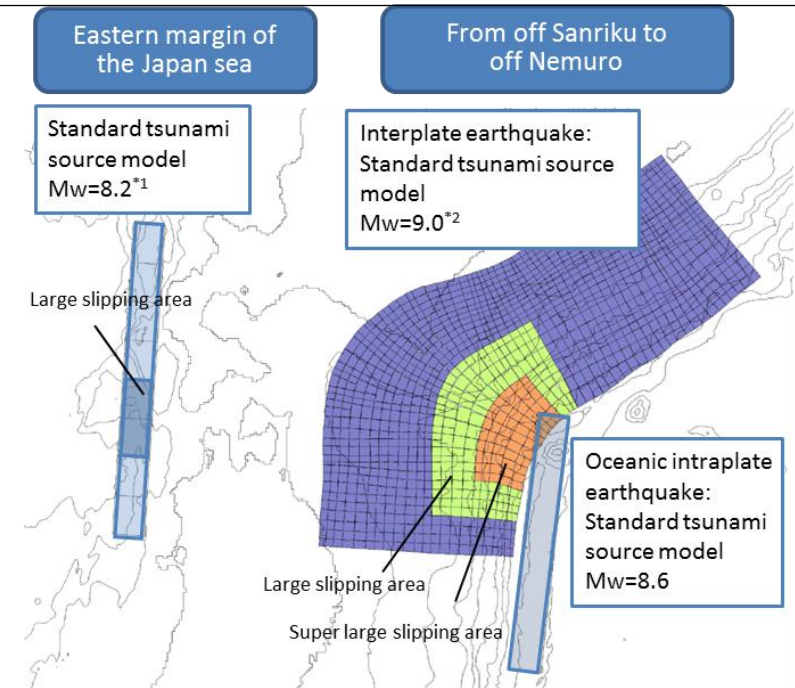 Eastern margin of
the Japan sea
From off Sanriku to
off Nemuro
Standard tsunami
source model
Mw=8.2*1
Interplate earthquake:
Standard tsunami source
model
Mw=9.0*2
Large slipping area
Oceanic intraplate
earthquake:
Standard tsunami
source model
Mw=8.6
Large slipping area
Super large slipping area